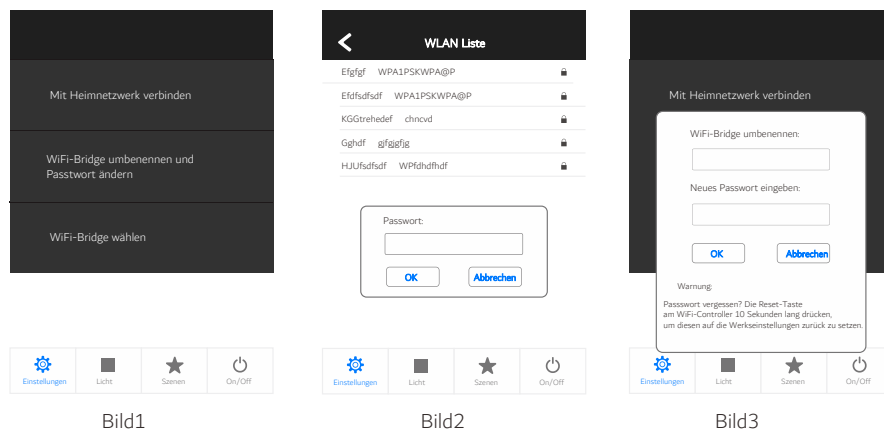 Mit Heimnetzwerk verbinden
WiFi-Bridge umbenennen und
Passtwort ändern
WiFi-Bridge wählen
Einstellungen
Licht
Szenen
On/Off
Bild1
WLAN Liste
Efgfgf WPA1PSKWPA@P
Efdfsdfsdf WPA1PSKWPA@P
KGGtrehedef chncvd
Gghdf gjfgjgfjg
HJUfsdfsdf WPfdhdfhdf
Passwort:
OK Abbrechen
Einstellungen
Licht
Szenen
On/Off
Bild2
Mit Heimnetzwerk verbinden
WiFi-Bridge umbenennen:
Neues Passwort eingeben:
OK Abbrechen
Warnung:
Passswort vergessen? Die Reset-Taste
am WiFi-Controller 10 Sekunden lang drücken,
um diesen auf die Werkseinstellungen zurück zu setzen.
Einstellungen
Licht
Szenen
On/Off
Bild3